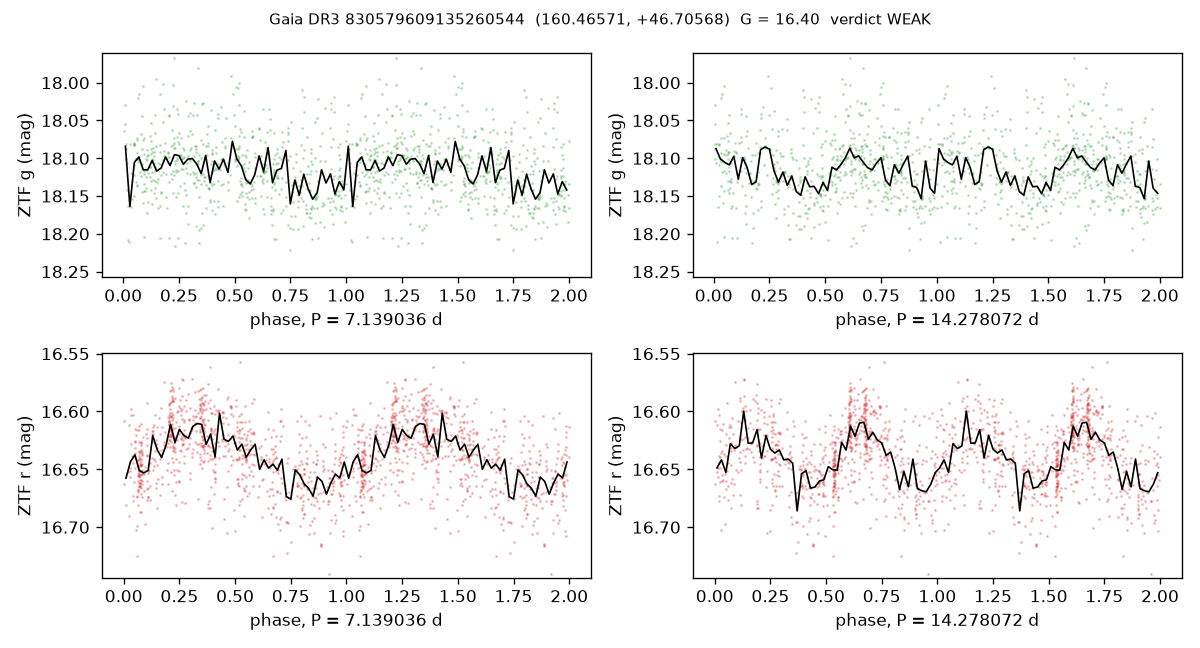 Gaia DR3 830579609135260544  (160.46571, +46.70568)  G = 16.40  verdict WEAK
ZTF g (mag)
18.00
18.05
18.10
18.15
18.20
18.25
0.00 0.25 0.50 0.75 1.00 1.25 1.50 1.75 2.00
phase, P = 7.139036 d
ZTF g (mag)
18.00
18.05
18.10
18.15
18.20
18.25
0.00 0.25 0.50 0.75 1.00 1.25 1.50 1.75 2.00
phase, P = 14.278072 d
ZTF r (mag)
16.55
16.60
16.65
16.70
0.00 0.25 0.50 0.75 1.00 1.25 1.50 1.75 2.00
phase, P = 7.139036 d
ZTF r (mag)
16.55
16.60
16.65
16.70
0.00 0.25 0.50 0.75 1.00 1.25 1.50 1.75 2.00
phase, P = 14.278072 d